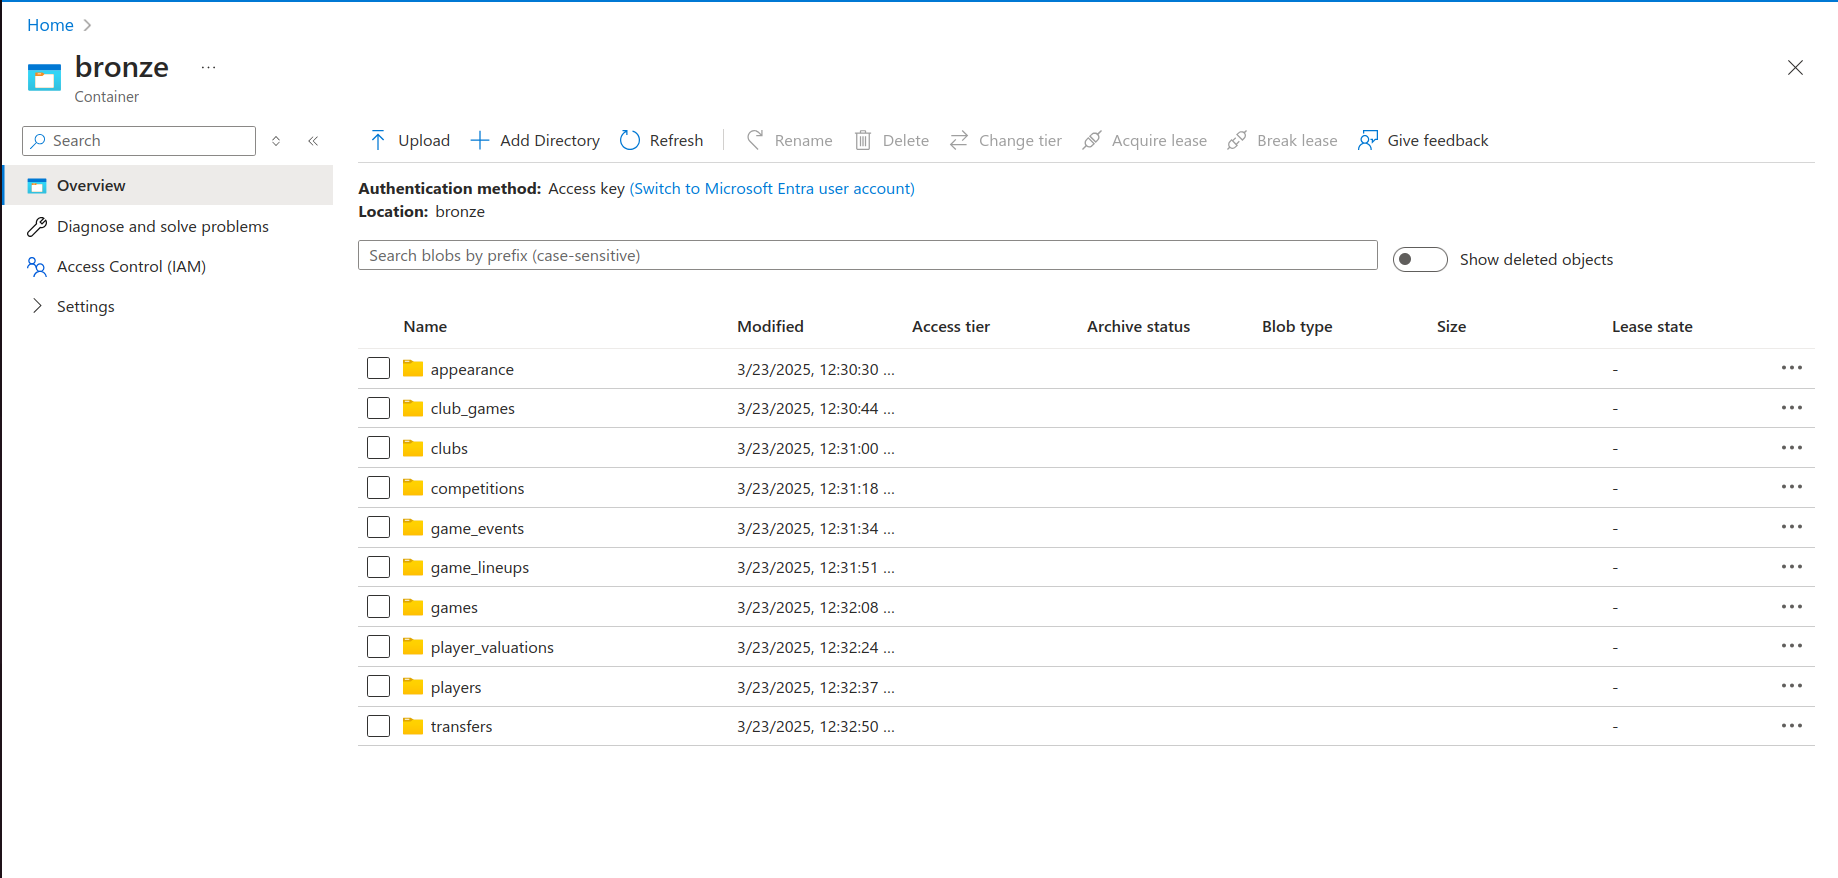 Home
bronze ...
Container
Search
Overview
Diagnose and solve problems
Access Control (IAM)
Settings
Upload Add Directory Refresh Rename Delete Change tier Acquire lease Break lease Give feedback
Authentication method: Access key (Switch to Microsoft Entra user account)
Location: bronze
Search blobs by prefix (case-sensitive) Show deleted objects
Name Modified Access tier Archive status Blob type Size Lease state
appearance 3/23/2025, 12:30:30 ... -
club_games 3/23/2025, 12:30:44 ... -
clubs 3/23/2025, 12:31:00 ... -
competitions 3/23/2025, 12:31:18 ... -
game_events 3/23/2025, 12:31:34 ... -
game_lineups 3/23/2025, 12:31:51 ... -
games 3/23/2025, 12:32:08 ... -
player_valuations 3/23/2025, 12:32:24 ... -
players 3/23/2025, 12:32:37 ... -
transfers 3/23/2025, 12:32:50 ... -